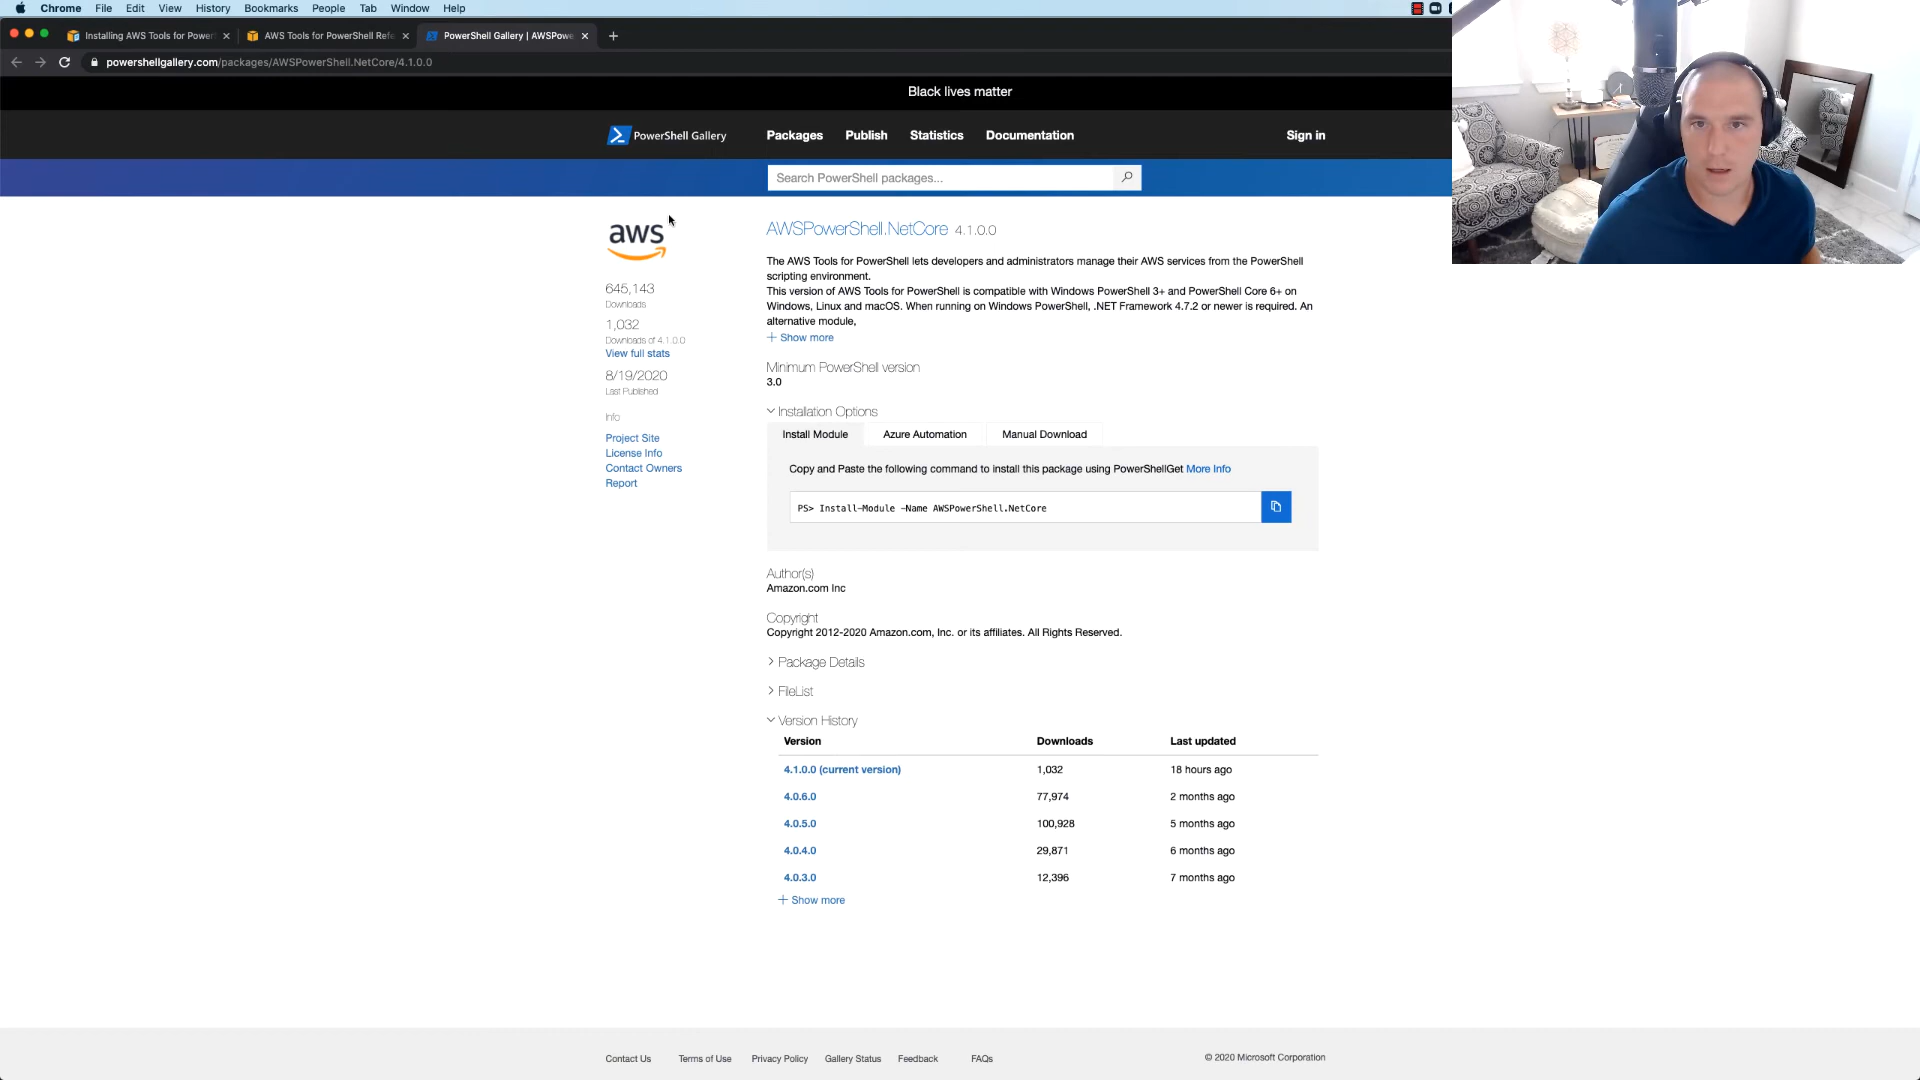 Chrome File Edit View History Bookmarks People Tab Window Help
Installing AWS Tools for Power
AWS Tools for PowerShell Refe
PowerShell Gallery | AWSPowe
powershellgallery.com/packages/AWSPowerShell.NetCore/4.1.0.0
Black lives matter
PowerShell Gallery
Packages Publish Statistics Documentation Sign in
Search PowerShell packages...
aws
645,143
Downloads
1,032
Downloads of 4.1.0.0
View full stats
8/19/2020
Last Published
Info
Project Site
License Info
Contact Owners
Report
AWSPowerShell.NetCore 4.1.0.0
The AWS Tools for PowerShell lets developers and administrators manage their AWS services from the PowerShell
scripting environment.
This version of AWS Tools for PowerShell is compatible with Windows PowerShell 3+ and PowerShell Core 6+ on
Windows, Linux and macOS. When running on Windows PowerShell, .NET Framework 4.7.2 or newer is required. An
alternative module,
+ Show more
Minimum PowerShell version
3.0
Installation Options
Install Module Azure Automation Manual Download
Copy and Paste the following command to install this package using PowerShellGet More Info
PS> Install-Module -Name AWSPowerShell.NetCore
Author(s)
Amazon.com Inc
Copyright
Copyright 2012-2020 Amazon.com, Inc. or its affiliates. All Rights Reserved.
Package Details
FileList
Version History
Version Downloads Last updated
4.1.0.0 (current version) 1,032 18 hours ago
4.0.6.0 77,974 2 months ago
4.0.5.0 100,928 5 months ago
4.0.4.0 29,871 6 months ago
4.0.3.0 12,396 7 months ago
+ Show more
Contact Us Terms of Use Privacy Policy Gallery Status Feedback FAQs © 2020 Microsoft Corporation